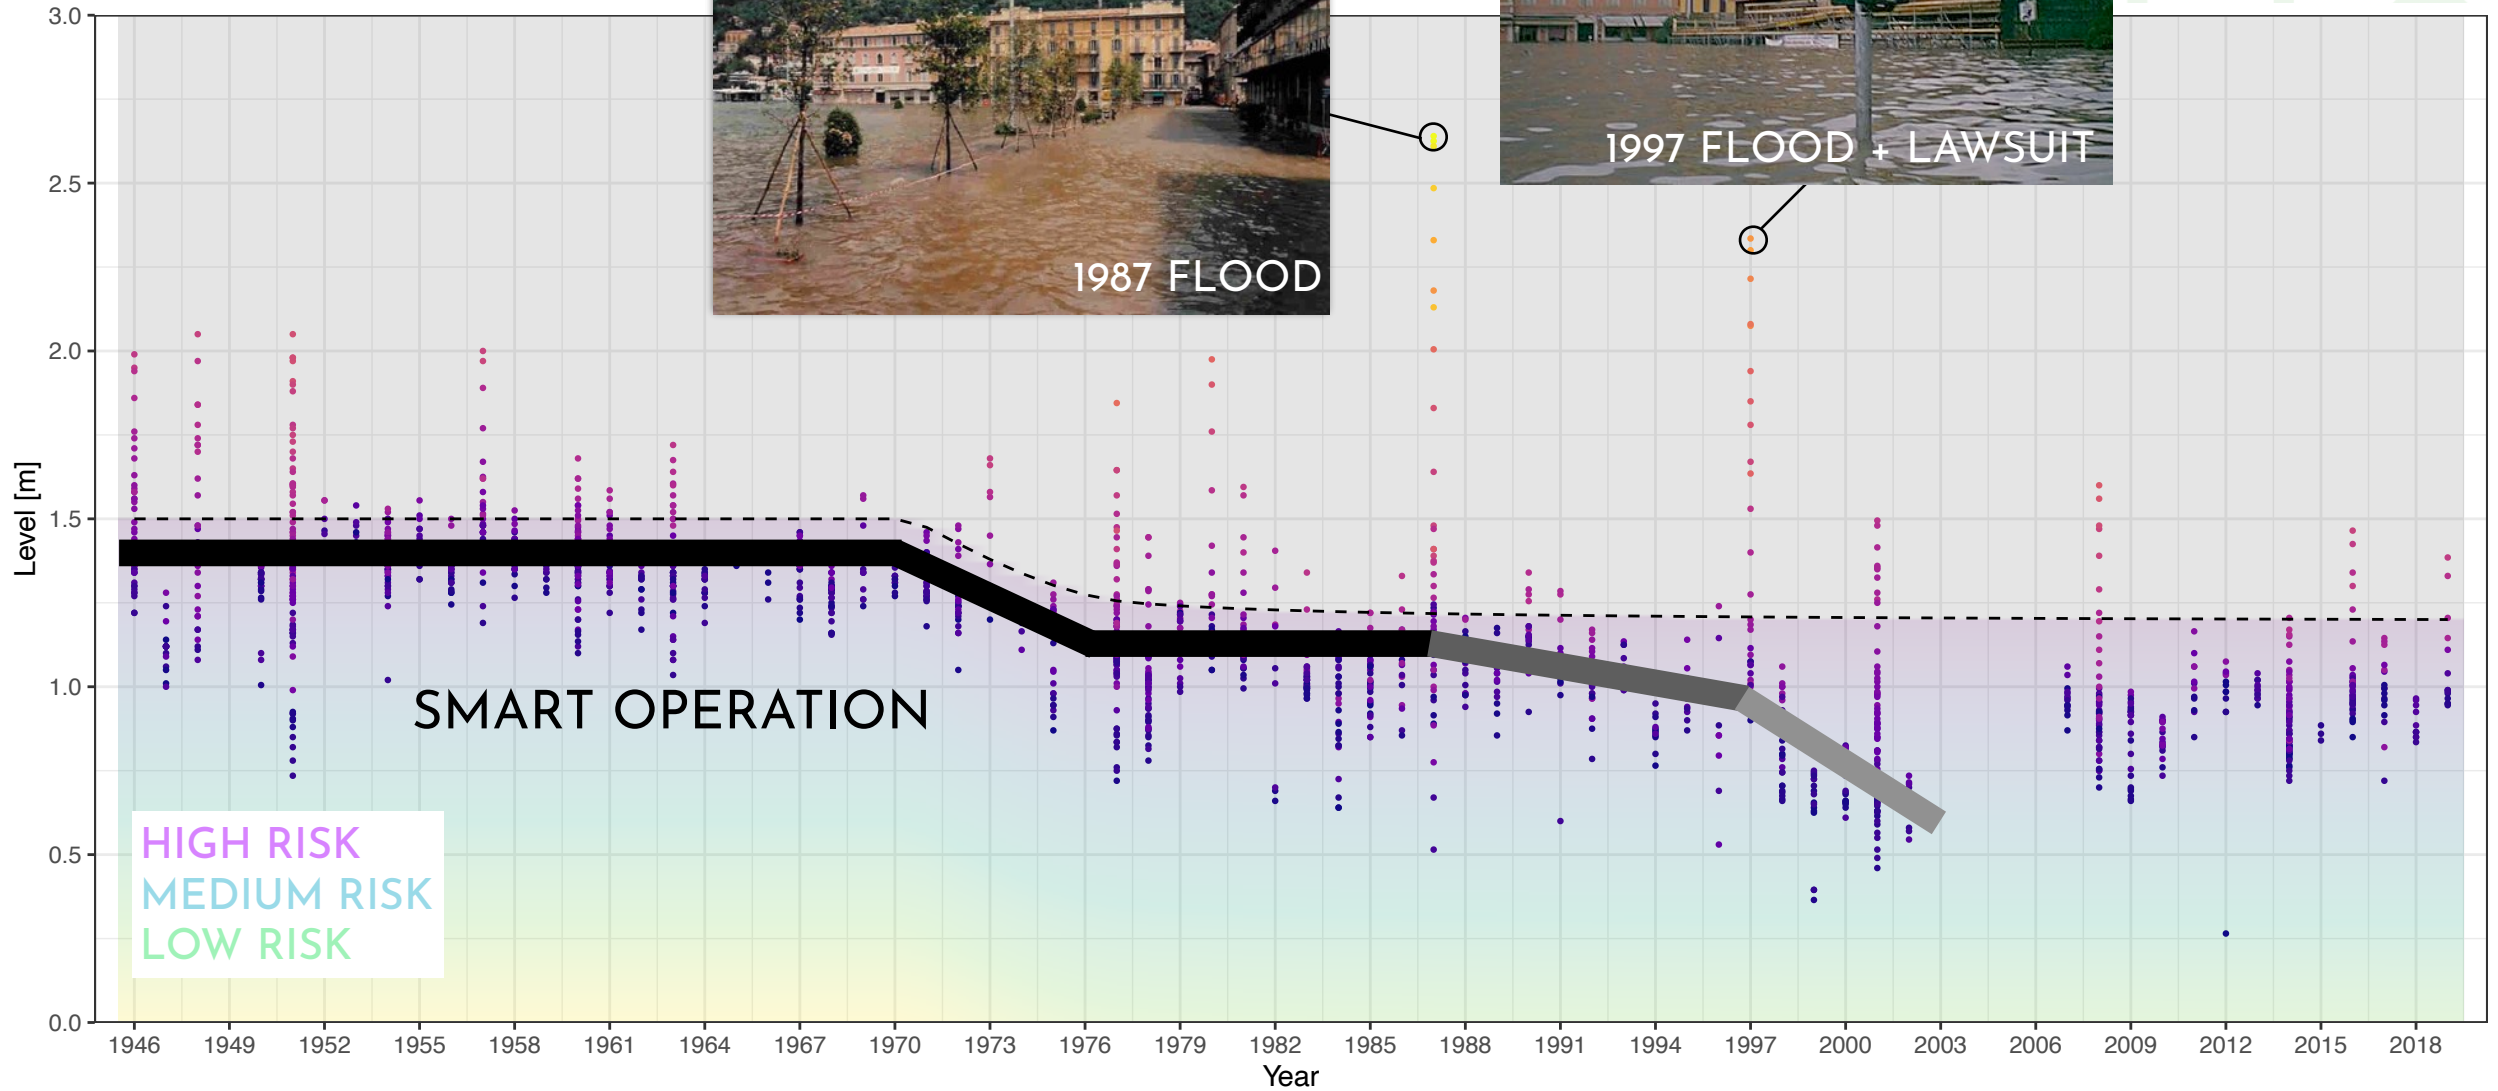 3.0
2.5
2.0
1.5
1.0
0.5
0.0
Level [m]
1987 FLOOD
1997 FLOOD + LAWSUIT
SMART OPERATION
HIGH RISK
MEDIUM RISK
LOW RISK
1946 1949 1952 1955 1958 1961 1964 1967 1970 1973 1976 1979 1982 1985 1988 1991 1994 1997 2000 2003 2006 2009 2012 2015 2018
Year